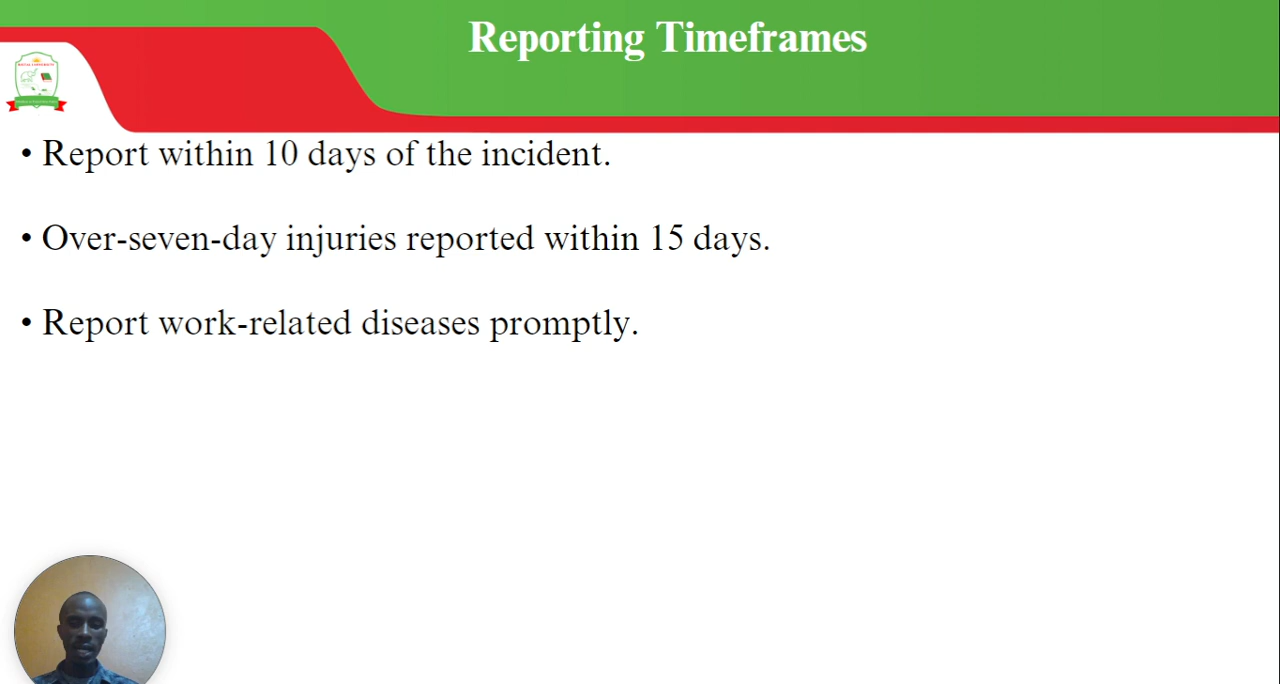 Reporting Timeframes
• Report within 10 days of the incident.
• Over-seven-day injuries reported within 15 days.
• Report work-related diseases promptly.